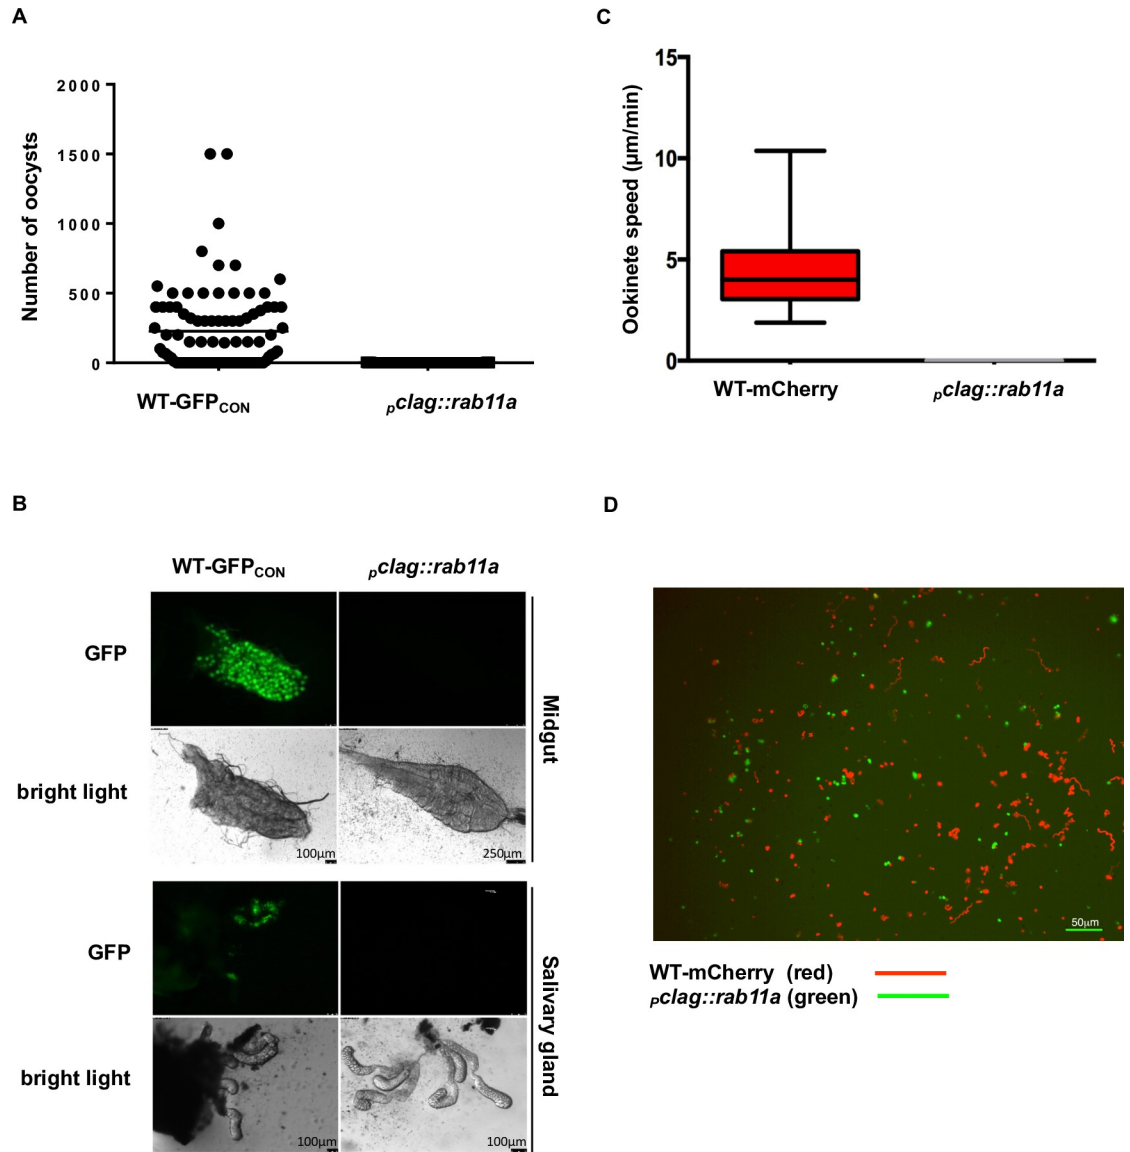 A
Number of oocysts
2000
1500
1000
500
0
WT-GFPCON
pclag::rab11a
C
Ookinete speed (µm/min)
15
10
5
0
WT-mCherry
pclag::rab11a
B
WT-GFPCON
pclag::rab11a
GFP
bright light
100µm
250µm
Midgut
GFP
bright light
100µm
100µm
Salivary gland
D
50µm
WT-mCherry (red)
pclag::rab11a (green)